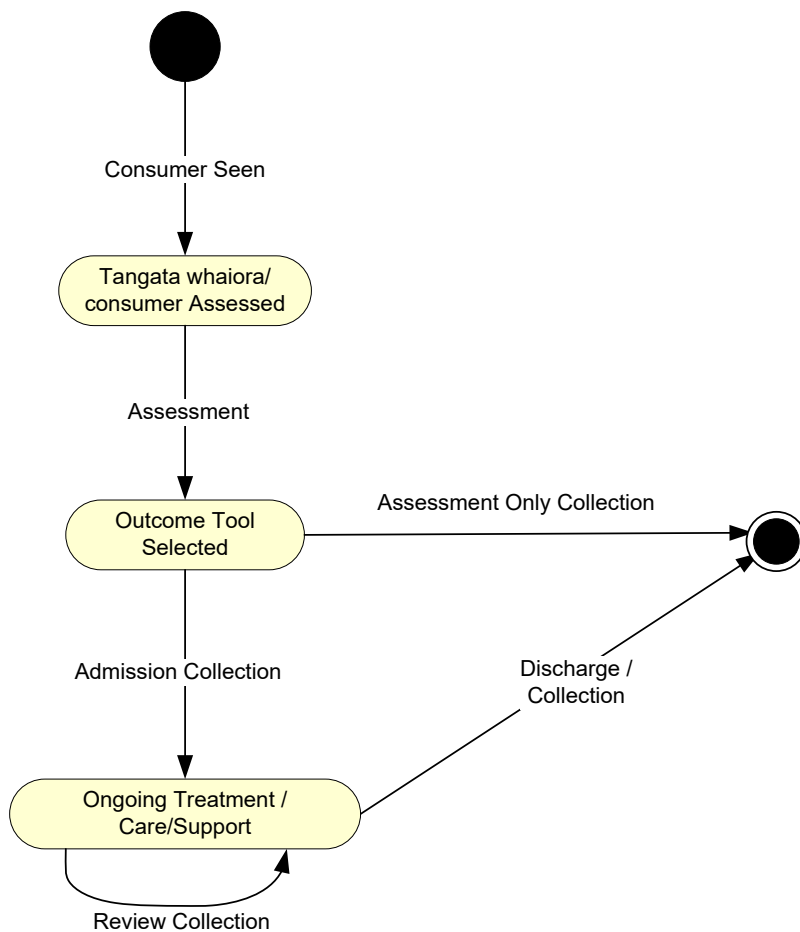 Consumer Seen
Tangata whaiora/
consumer Assessed
Assessment
Outcome Tool
Selected
Assessment Only Collection
Admission Collection
Discharge /
Collection
Ongoing Treatment /
Care/Support
Review Collection